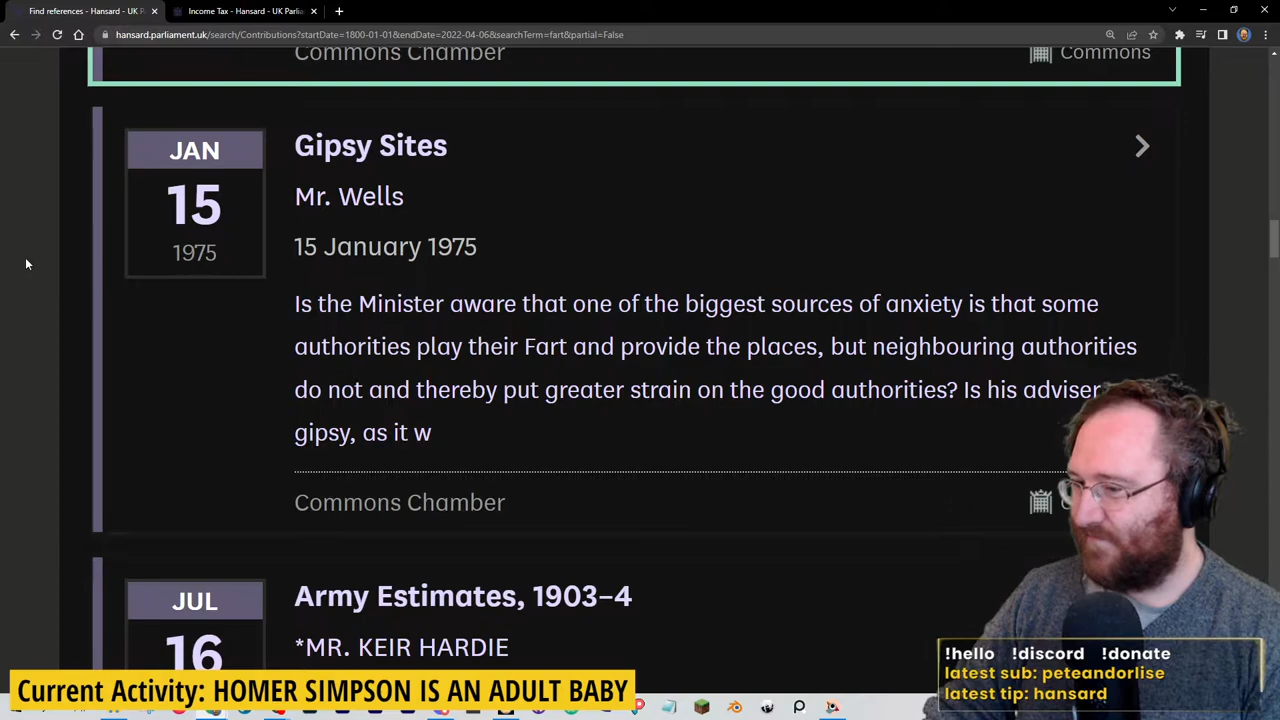 Find references - Hansard - UK P
Income Tax - Hansard - UK Parlia
hansard.parliament.uk/search/Contributions?startDate=1800-01-01&endDate=2022-04-06&searchTerm=fart&partial=False
Commons Chamber
Commons
JAN
15
1975
Gipsy Sites
Mr. Wells
15 January 1975
Is the Minister aware that one of the biggest sources of anxiety is that some
authorities play their Fart and provide the places, but neighbouring authorities
do not and thereby put greater strain on the good authorities? Is his adviser
gipsy, as it w
Commons Chamber
JUL
16
Army Estimates, 1903–4
*MR. KEIR HARDIE
!hello !discord !donate
latest sub: peteandorlise
latest tip: hansard
Current Activity: HOMER SIMPSON IS AN ADULT BABY